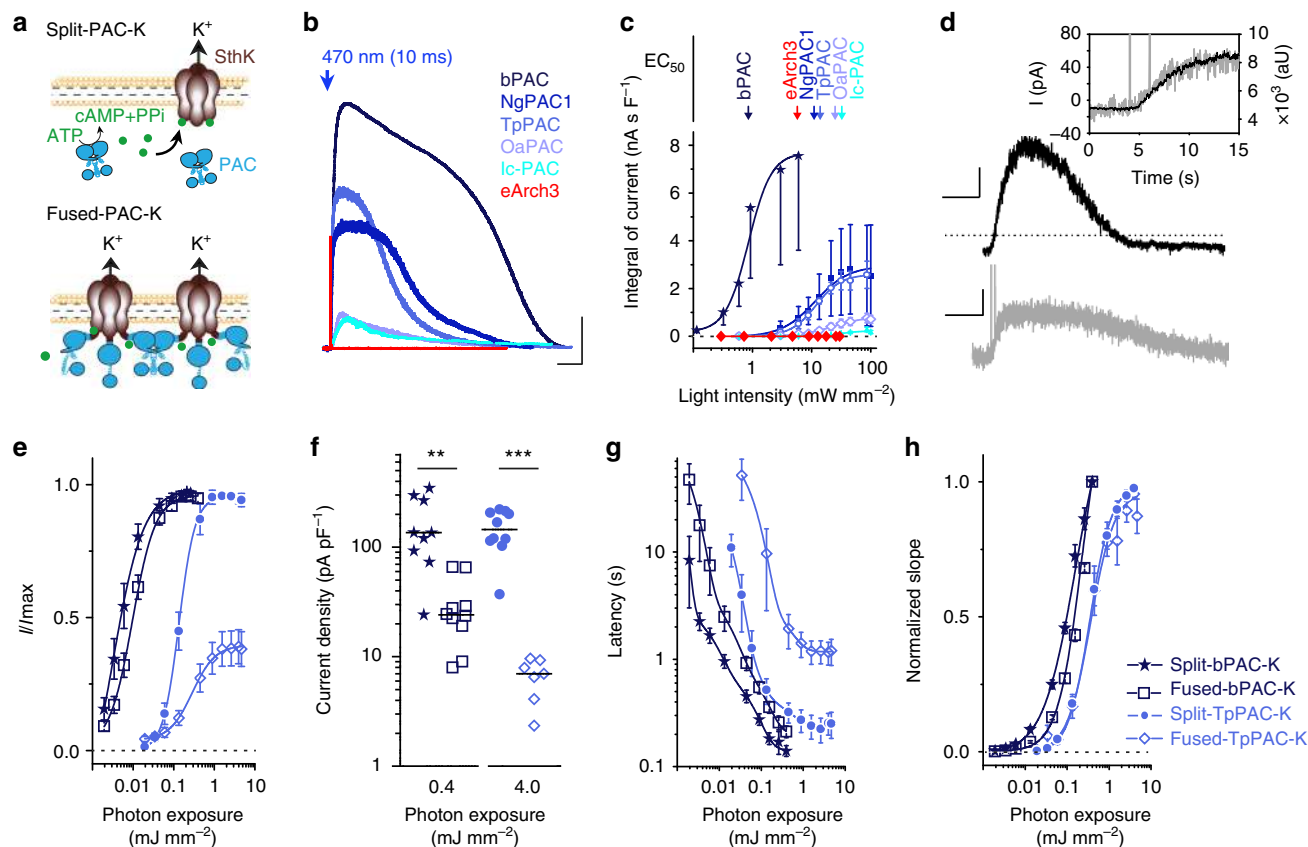 a
Split-PAC-K
K+
SthK
cAMP+PPi
ATP
PAC
Fused-PAC-K
K+
K+
b
470 nm (10 ms)
bPAC
NgPAC1
TpPAC
OaPAC
lc-PAC
eArch3
c
EC50
bPAC
eArch3
NgPAC1
TpPAC
OaPAC
lc-PAC
Integral of current (nA s F−1)
8
6
4
2
0
1
10
100
Light intensity (mW mm−2)
d
I (pA)
80
40
0
−40
10
8
6
4
×10³ (aU)
0 5 10 15
Time (s)
e
I/Imax
1.0
0.5
0.0
0.01 0.1 1 10
Photon exposure
(mJ mm−2)
f
** ***
Current density (pA pF−1)
100
10
1
0.4 4.0
Photon exposure
(mJ mm−2)
g
Latency (s)
10
1
0.1
0.01 0.1 1 10
Photon exposure
(mJ mm−2)
h
Normalized slope
1.0
0.5
0.0
Split-bPAC-K
Fused-bPAC-K
Split-TpPAC-K
Fused-TpPAC-K
0.01 0.1 1 10
Photon exposure
(mJ mm−2)